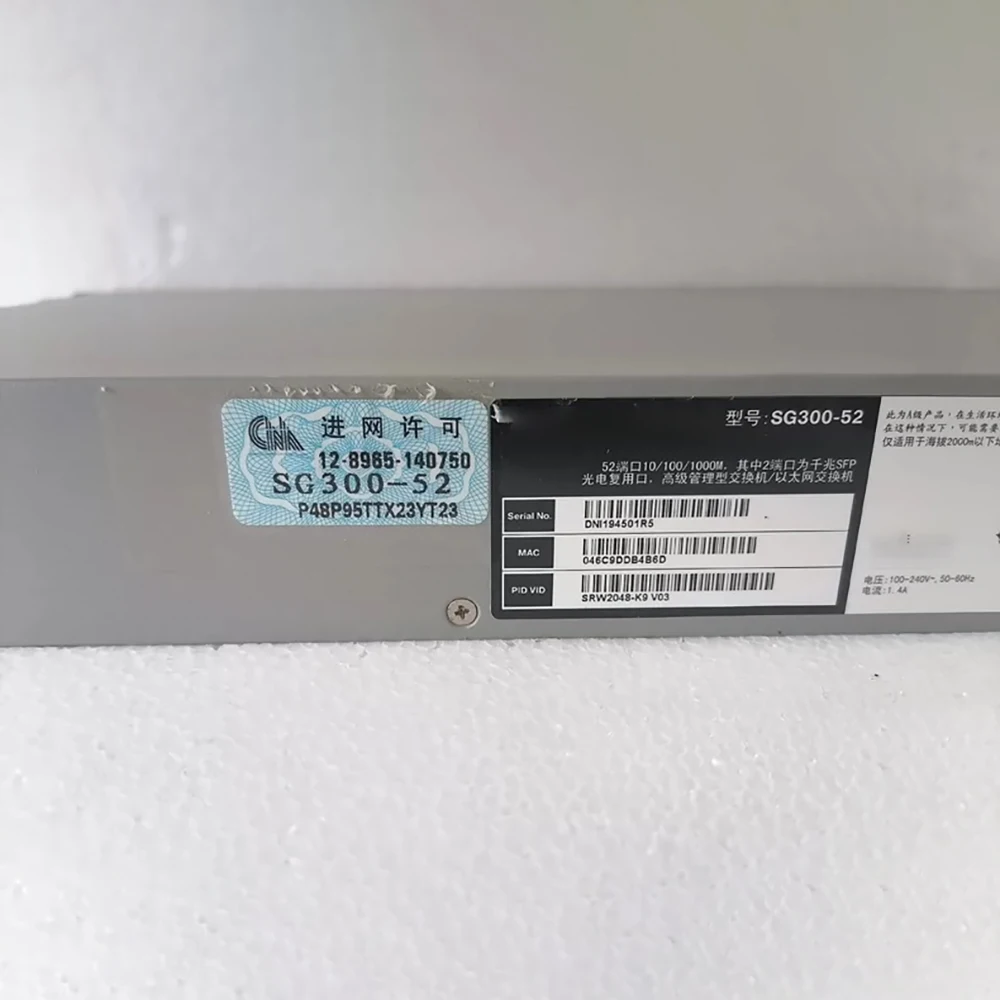 CNA 进网许可
12-8965-140750
SG300-52
P48P95TTX23YT23
型号:SG300-52
52端口10/100/1000M，其中2端口为千兆SFP
光电复用口，高级管理型交换机/以太网交换机
Serial No.
DNI194501R5
MAC
046C9DDB4B6D
PID VID
SRW2048-K9 V03
此为A级产品，在生活环
在这种情况下，可能需要
仅适用于海拔2000m以下
电压:100-240V~, 50-60Hz
电流:1.4A